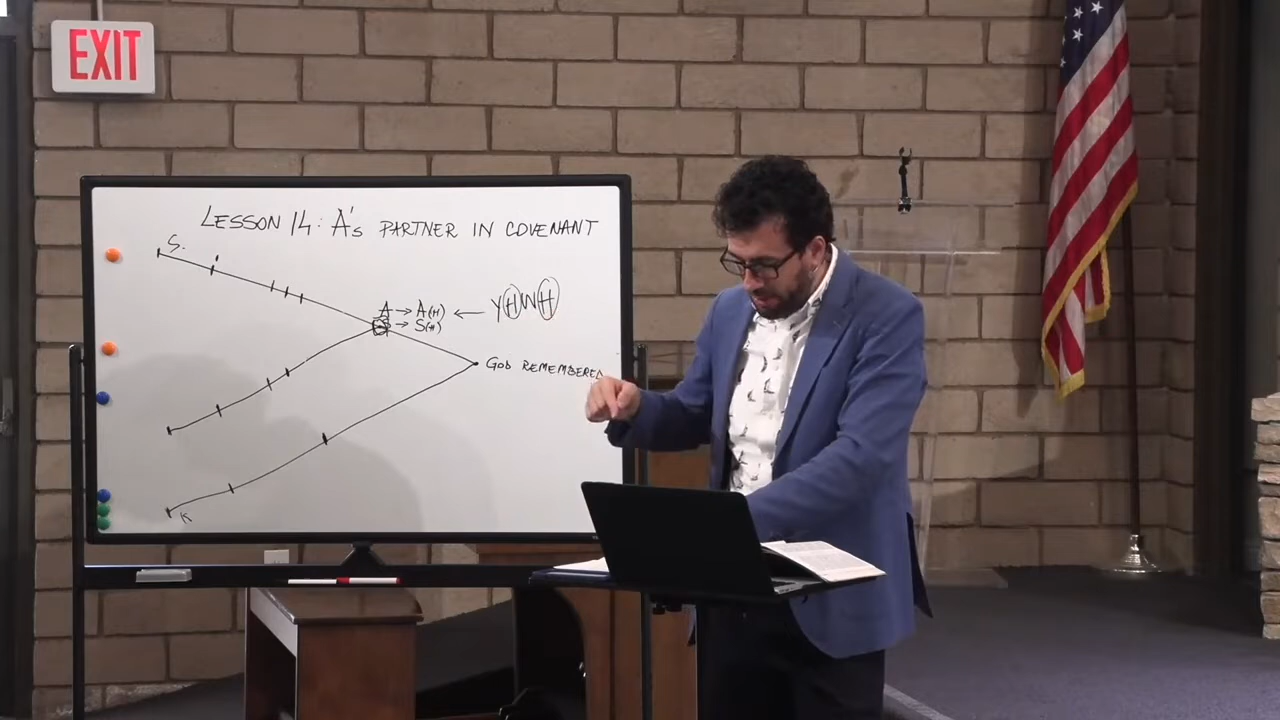 EXIT
LESSON 14: A's PARTNER IN COVENANT
S.
A → A(H) ← YHWH
S → S(H)
GOD REMEMBERED
K